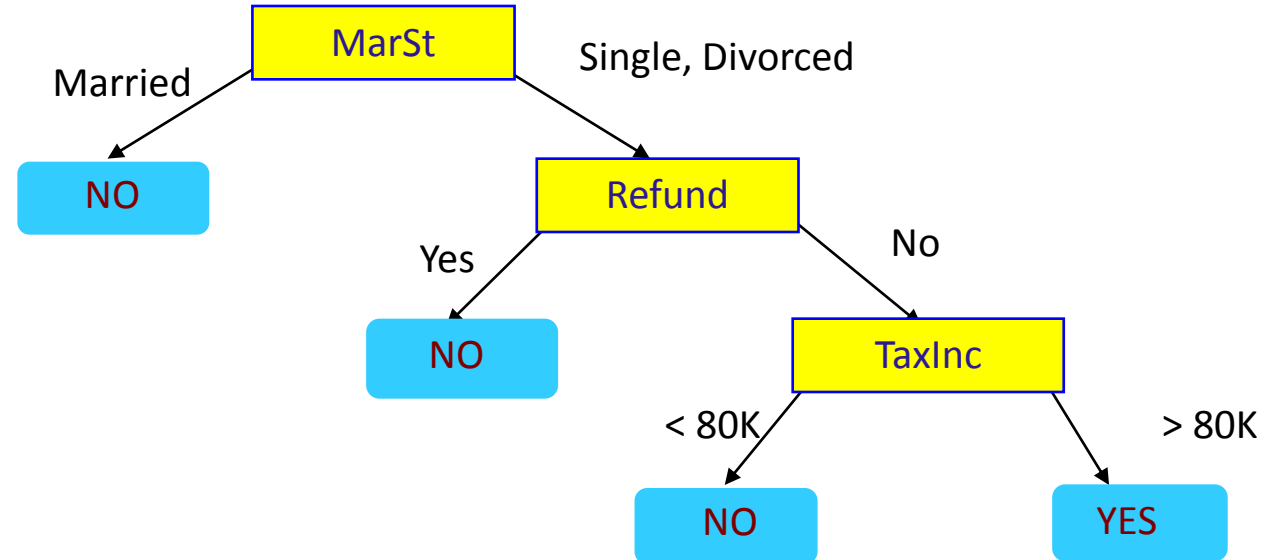 MarSt
Single, Divorced
Married
NO
Refund
Yes
No
NO
TaxInc
< 80K
> 80K
NO
YES